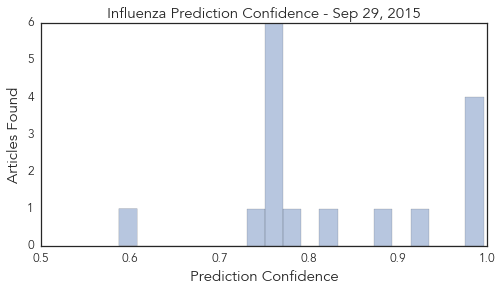 Influenza Prediction Confidence - Sep 29, 2015
Articles Found
6
5
4
3
2
1
0
0.5 0.6 0.7 0.8 0.9 1.0
Prediction Confidence